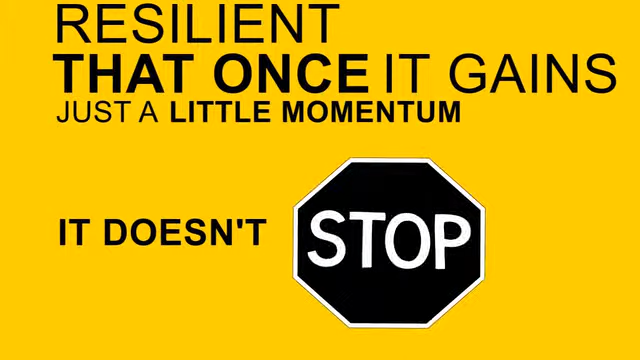 RESILIENT
THAT ONCE IT GAINS
JUST A LITTLE MOMENTUM
IT DOESN'T STOP